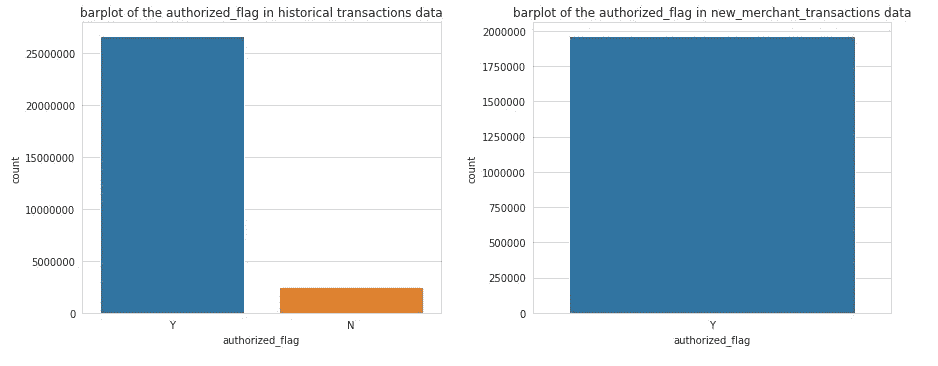 barplot of the authorized_flag in historical transactions data
25000000
20000000
15000000
10000000
5000000
0
count
Y
N
authorized_flag
barplot of the authorized_flag in new_merchant_transactions data
2000000
1750000
1500000
1250000
1000000
750000
500000
250000
0
count
Y
authorized_flag